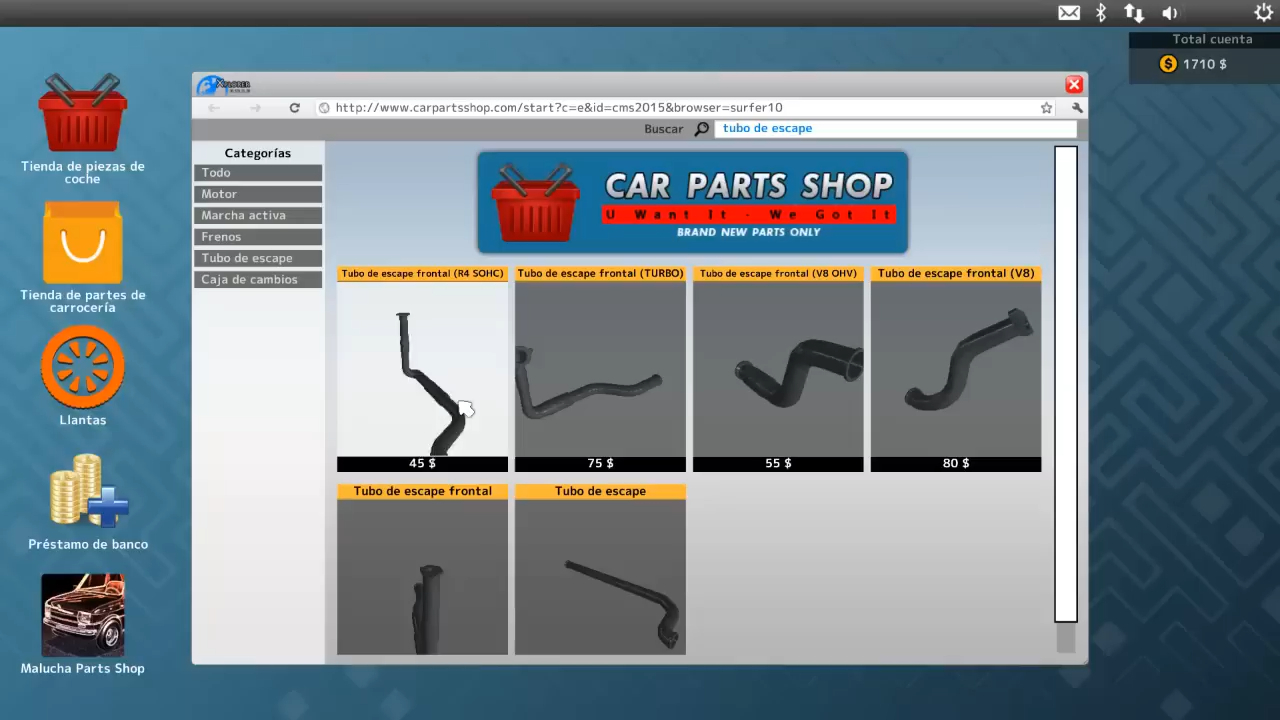 Total cuenta
1710 $
XPLORER
http://www.carpartsshop.com/start?c=e&id=cms2015&browser=surfer10
Buscar
tubo de escape
Categorías
Todo
Motor
Marcha activa
Frenos
Tubo de escape
Caja de cambios
CAR PARTS SHOP
U Want It - We Got It
BRAND NEW PARTS ONLY
Tubo de escape frontal (R4 SOHC)
Tubo de escape frontal (TURBO)
Tubo de escape frontal (V8 OHV)
Tubo de escape frontal (V8)
45 $
75 $
55 $
80 $
Tubo de escape frontal
Tubo de escape
Tienda de piezas de
coche
Tienda de partes de
carrocería
Llantas
Préstamo de banco
Malucha Parts Shop